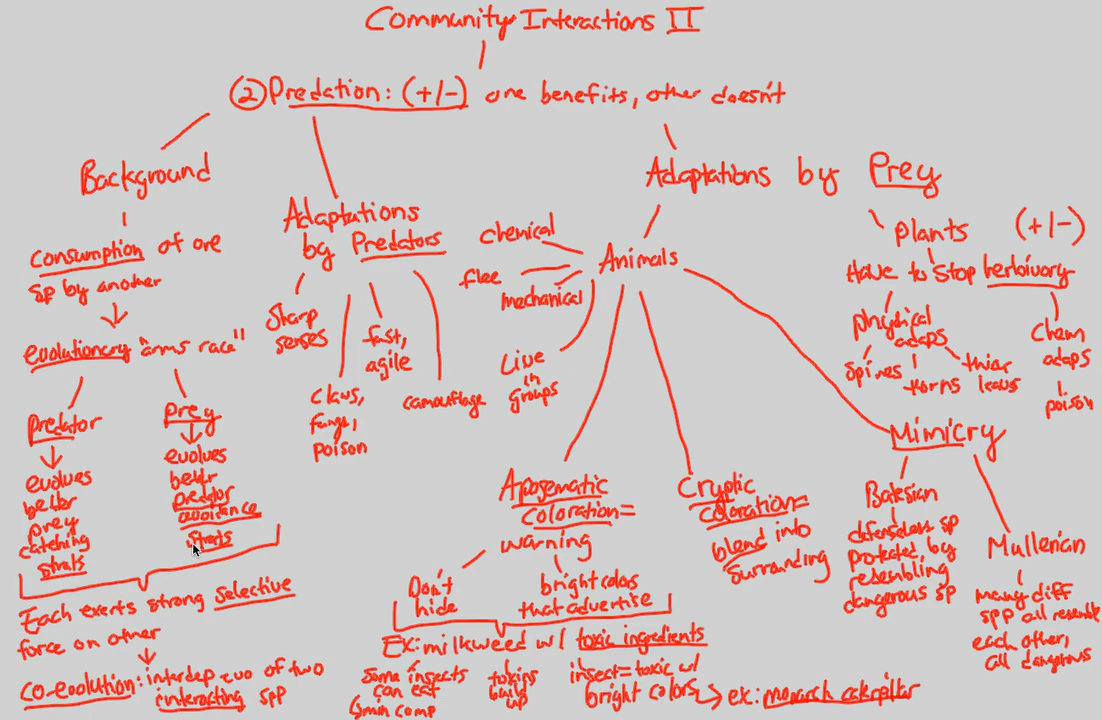 Community Interactions II
② Predation: (+/-) one benefits, other doesn't
Background
Consumption of one
sp by another
evolutionary "arms race"
Predator
evolves
better
prey
catching
strats
Prey
evolves
bettr
predator
avoidance
strats
Each exerts strong selective
force on other
Co-evolution: interdep evo of two
interacting spp
Adaptations
by Predators
Sharp
senses
claws,
fangs,
poison
fast,
agile
camouflage
Adaptations by Prey
Animals
chemical
flee
mechanical
Live
in
groups
Aposematic
coloration=
warning
Don't
hide
bright colors
that advertise
Ex: milkweed w/ toxic ingredients
Some insects
can eat
↳ min comp
toxins
build
up
insect = toxic w/
bright colors → ex: monarch caterpillar
Cryptic
coloration=
blend into
surrounding
Mimicry
Batesian
defenseless sp
protected by
resembling
dangerous sp
Mullerian
many diff
spp all resemble
each other,
all dangerous
Plants (+/-)
Have to stop herbivory
physical
adaps
spines
thorns
thick
leaves
Chem
adaps
poison